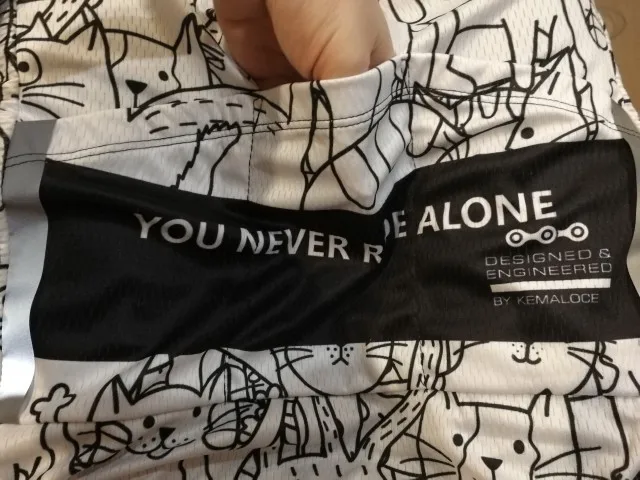 YOU NEVER R E ALONE
DESIGNED &
ENGINEERED
BY KEMALOCE